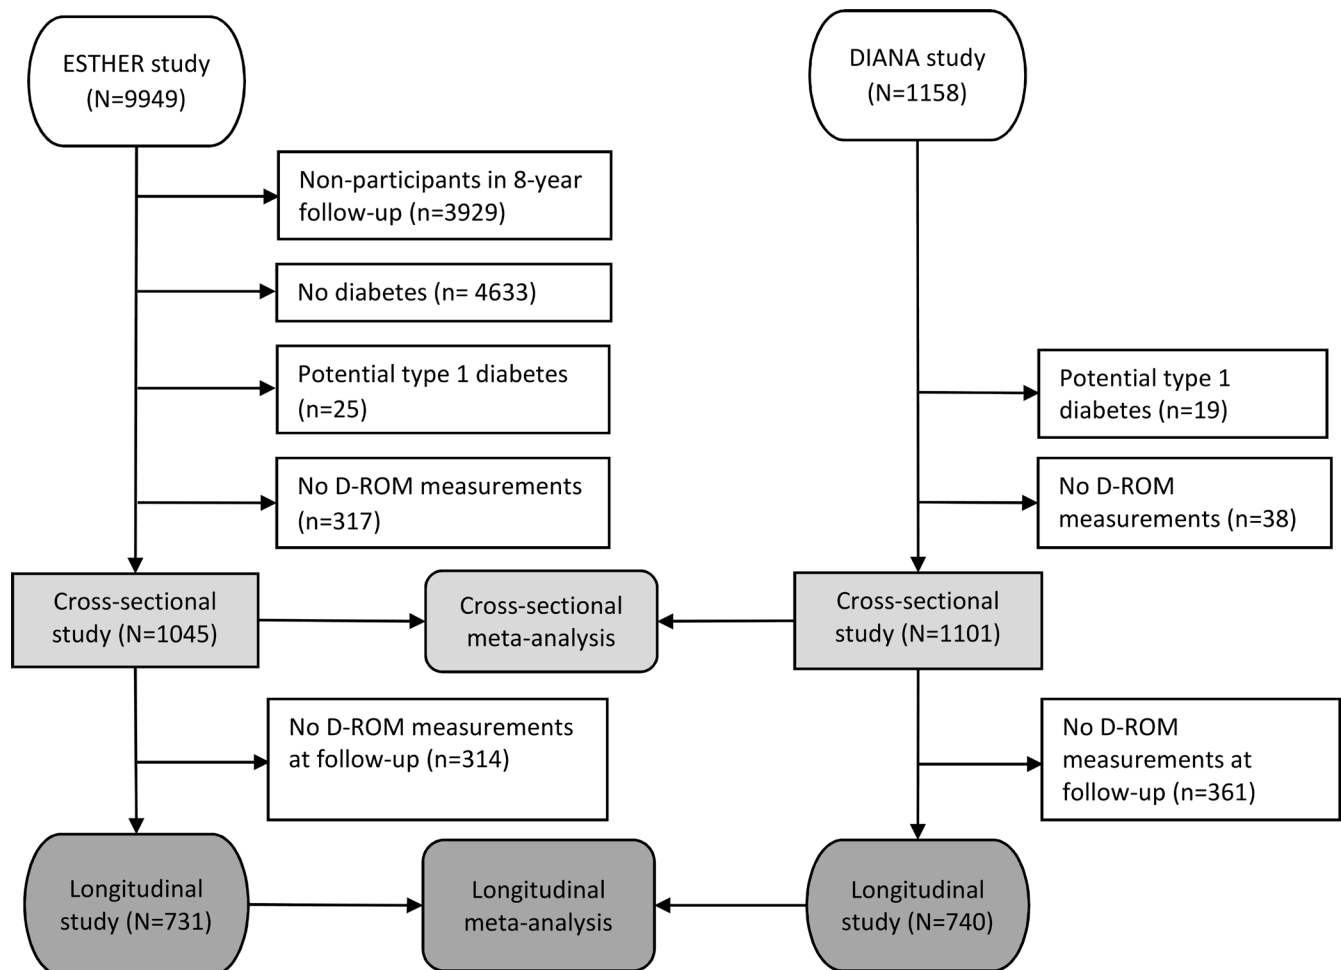 ESTHER study
(N=9949)
DIANA study
(N=1158)
Non-participants in 8-year
follow-up (n=3929)
No diabetes (n= 4633)
Potential type 1 diabetes
(n=25)
Potential type 1
diabetes (n=19)
No D-ROM measurements
(n=317)
No D-ROM
measurements (n=38)
Cross-sectional
study (N=1045)
Cross-sectional
meta-analysis
Cross-sectional
study (N=1101)
No D-ROM measurements
at follow-up (n=314)
No D-ROM
measurements at
follow-up (n=361)
Longitudinal
study (N=731)
Longitudinal
meta-analysis
Longitudinal
study (N=740)